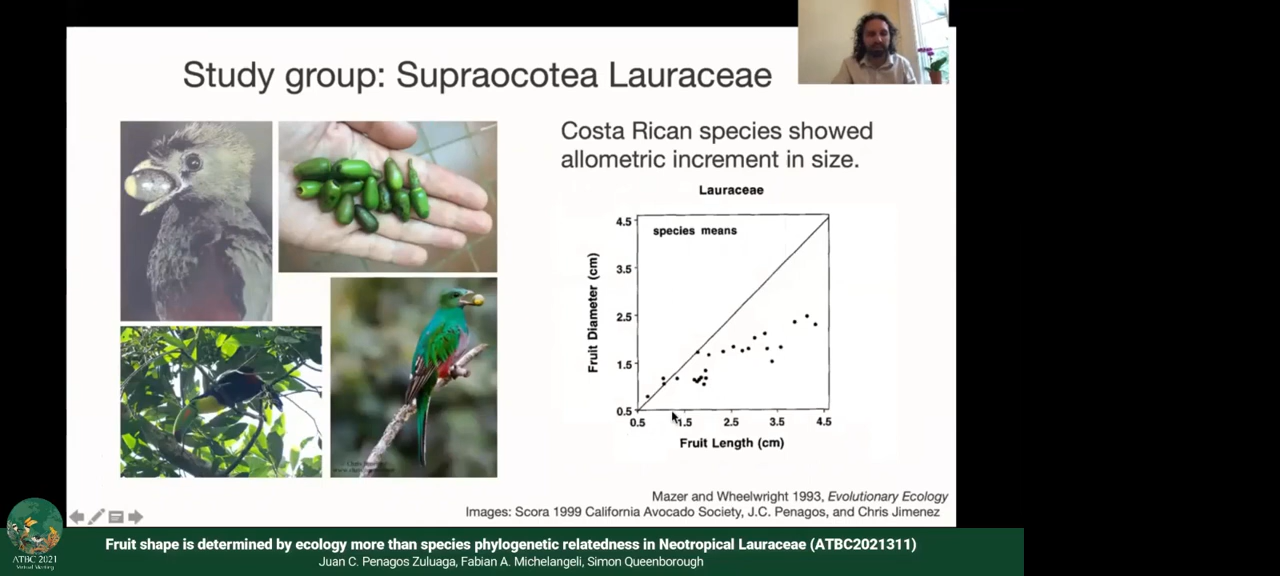 Study group: Supraocotea Lauraceae
Costa Rican species showed
allometric increment in size.
Lauraceae
species means
Fruit Diameter (cm)
4.5
3.5
2.5
1.5
0.5
0.5 1.5 2.5 3.5 4.5
Fruit Length (cm)
Mazer and Wheelwright 1993, Evolutionary Ecology
Images: Scora 1999 California Avocado Society, J.C. Penagos, and Chris Jimenez
ATBC 2021
Virtual Meeting
Fruit shape is determined by ecology more than species phylogenetic relatedness in Neotropical Lauraceae (ATBC2021311)
Juan C. Penagos Zuluaga, Fabian A. Michelangeli, Simon Queenborough